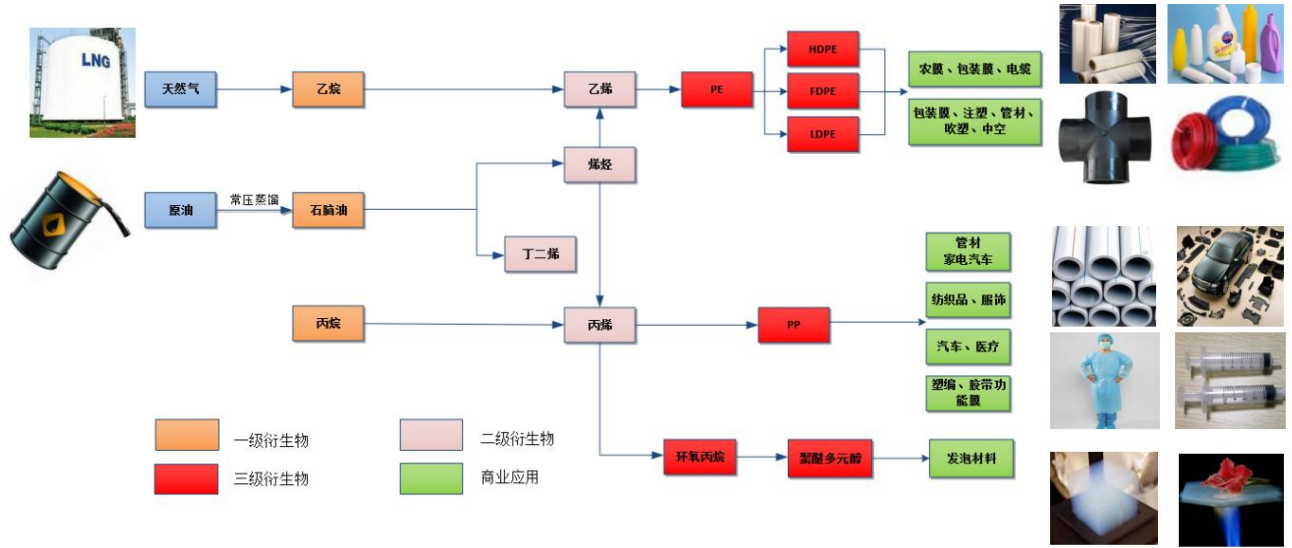 LNG
天然气
乙烷
乙烯
PE
HDPE
FDPE
LDPE
农膜、包装膜、电缆
包装膜、注塑、管材、
吹塑、中空
烯烃
原油
常压蒸馏
石脑油
丁二烯
管材
家电汽车
纺织品、服饰
丙烷
丙烯
PP
汽车、医疗
塑编、胶带功
能膜
一级衍生物
二级衍生物
三级衍生物
商业应用
环氧丙烷
聚醚多元醇
发泡材料